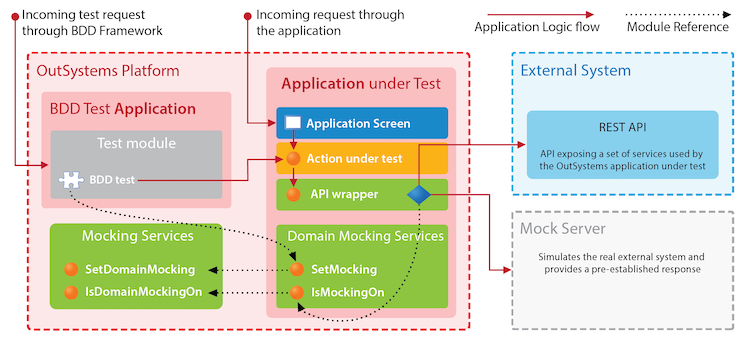 Incoming test request
through BDD Framework
Incoming request through
the application
Application Logic flow
Module Reference
OutSystems Platform
BDD Test Application
Test module
BDD test
Application under Test
Application Screen
Action under test
API wrapper
Mocking Services
SetDomainMocking
IsDomainMockingOn
Domain Mocking Services
SetMocking
IsMockingOn
External System
REST API
API exposing a set of services used by
the OutSystems application under test
Mock Server
Simulates the real external system and
provides a pre-established response